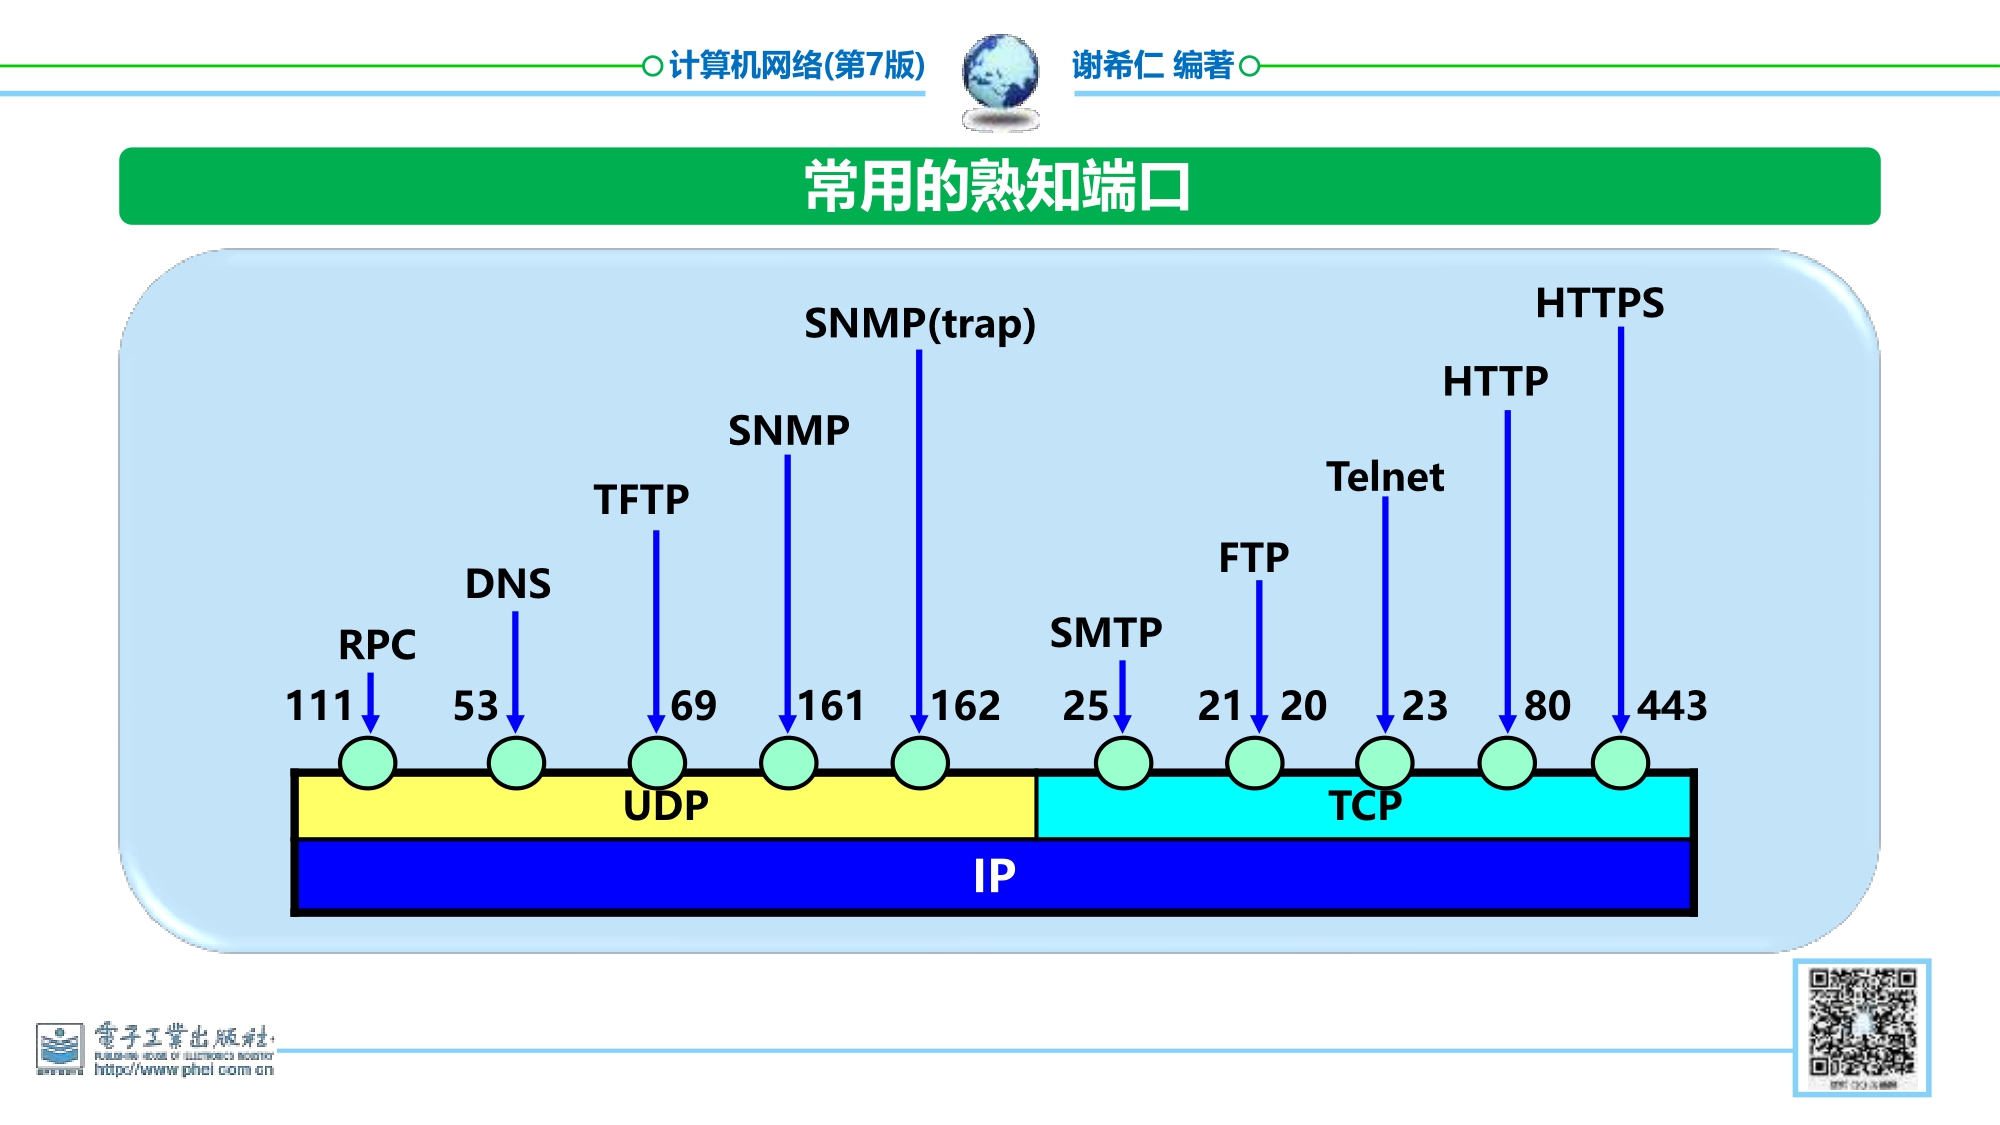 计算机网络(第7版)
谢希仁 编著
常用的熟知端口
HTTPS
SNMP(trap)
HTTP
SNMP
Telnet
TFTP
FTP
DNS
SMTP
RPC
111 53 69 161 162 25 21 20 23 80 443
UDP TCP
IP
電子工業出版社
PUBLISHING HOUSE OF ELECTRONICS INDUSTRY
http://www.phei.com.cn